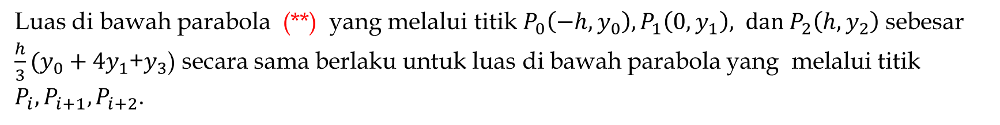 Luas di bawah parabola (**) yang melalui titik P₀(−h, y₀), P₁(0, y₁), dan P₂(h, y₂) sebesar
h/3 (y₀ + 4y₁+y₃) secara sama berlaku untuk luas di bawah parabola yang melalui titik
Pᵢ, Pᵢ₊₁, Pᵢ₊₂.